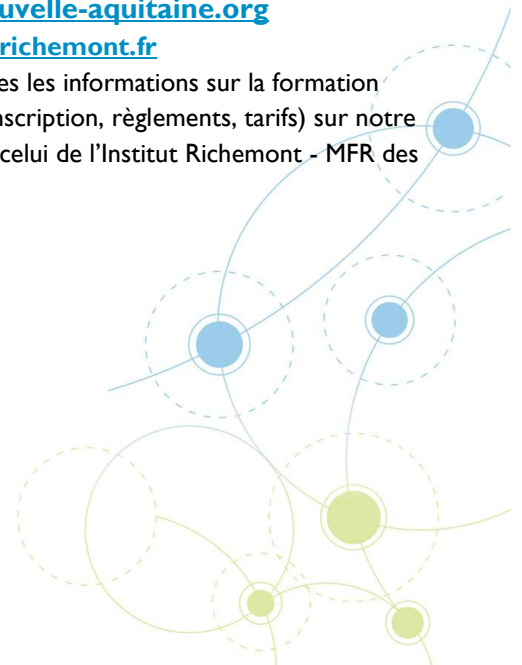 uvelle-aquitaine.org
richemont.fr
es les informations sur la formation
nscription, règlements, tarifs) sur notre
celui de l'Institut Richemont - MFR des